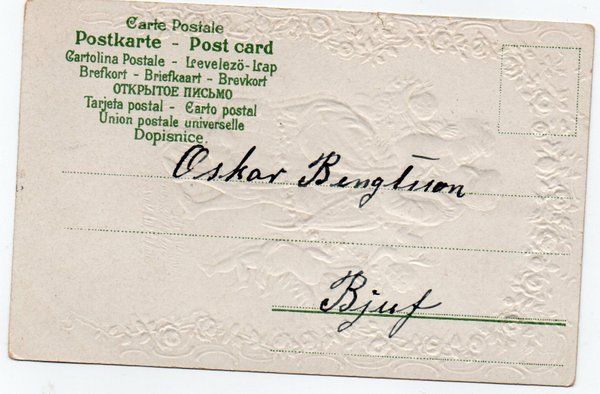 Carte Postale
Postkarte - Post card
Cartolina Postale - Levelezö-Lap
Brefkort - Briefkaart - Brevkort
ОТКРЫТОЕ ПИСЬМО
Tarjeta postal - Carto postal
Union postale universelle
Dopisnice.
Oskar Bengtsson
Bjuf